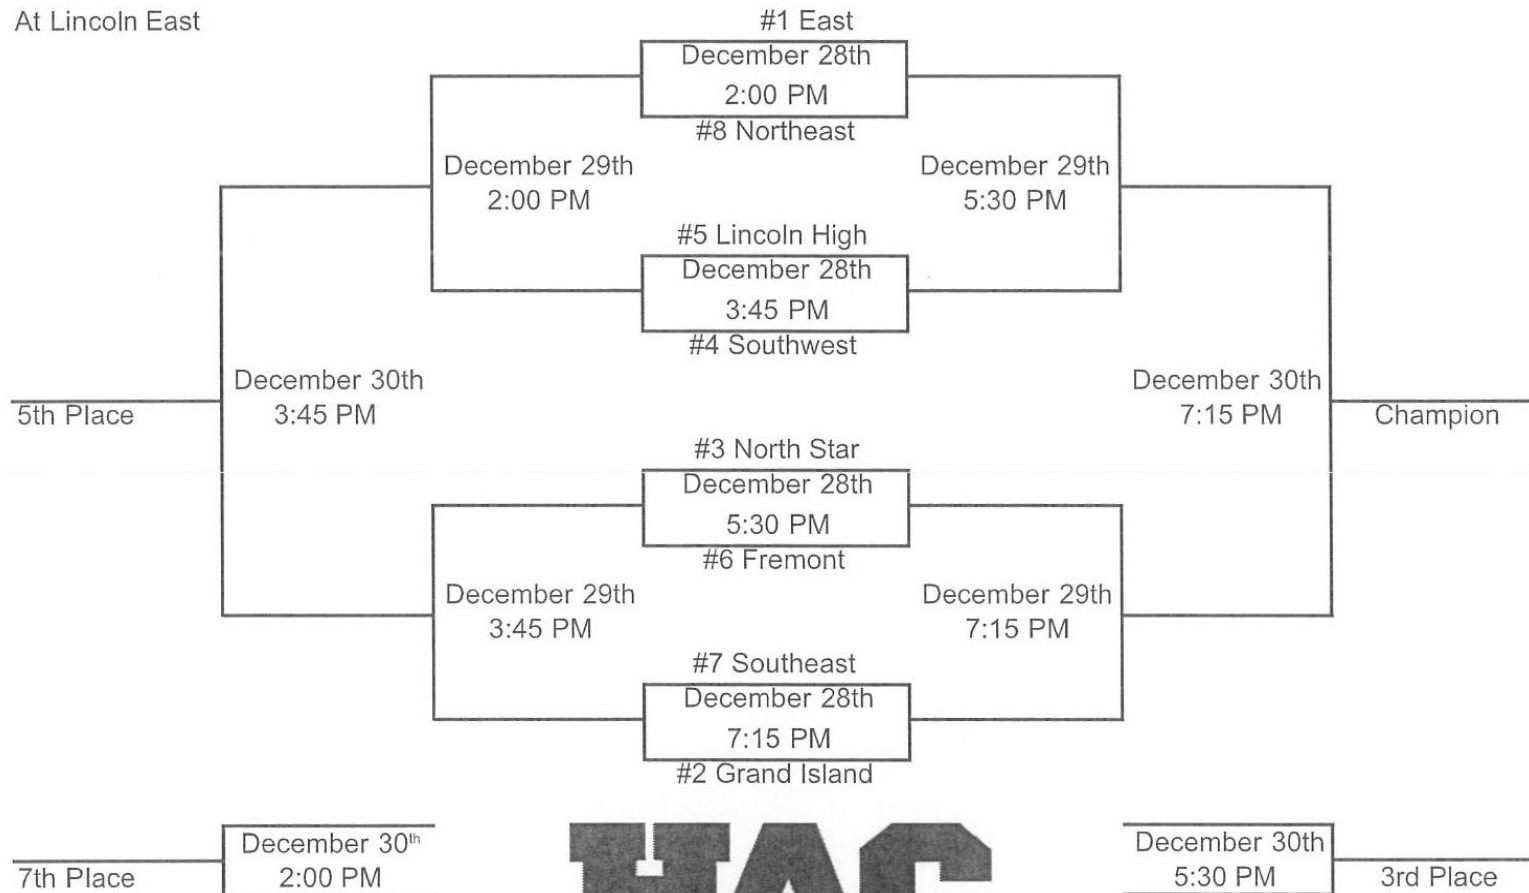 At Lincoln East
#1 East
December 28th
2:00 PM
#8 Northeast
December 29th
2:00 PM
December 29th
5:30 PM
#5 Lincoln High
December 28th
3:45 PM
#4 Southwest
5th Place
December 30th
3:45 PM
December 30th
7:15 PM
Champion
#3 North Star
December 28th
5:30 PM
#6 Fremont
December 29th
3:45 PM
December 29th
7:15 PM
#7 Southeast
December 28th
7:15 PM
#2 Grand Island
7th Place
December 30th
2:00 PM
HAC
December 30th
5:30 PM
3rd Place